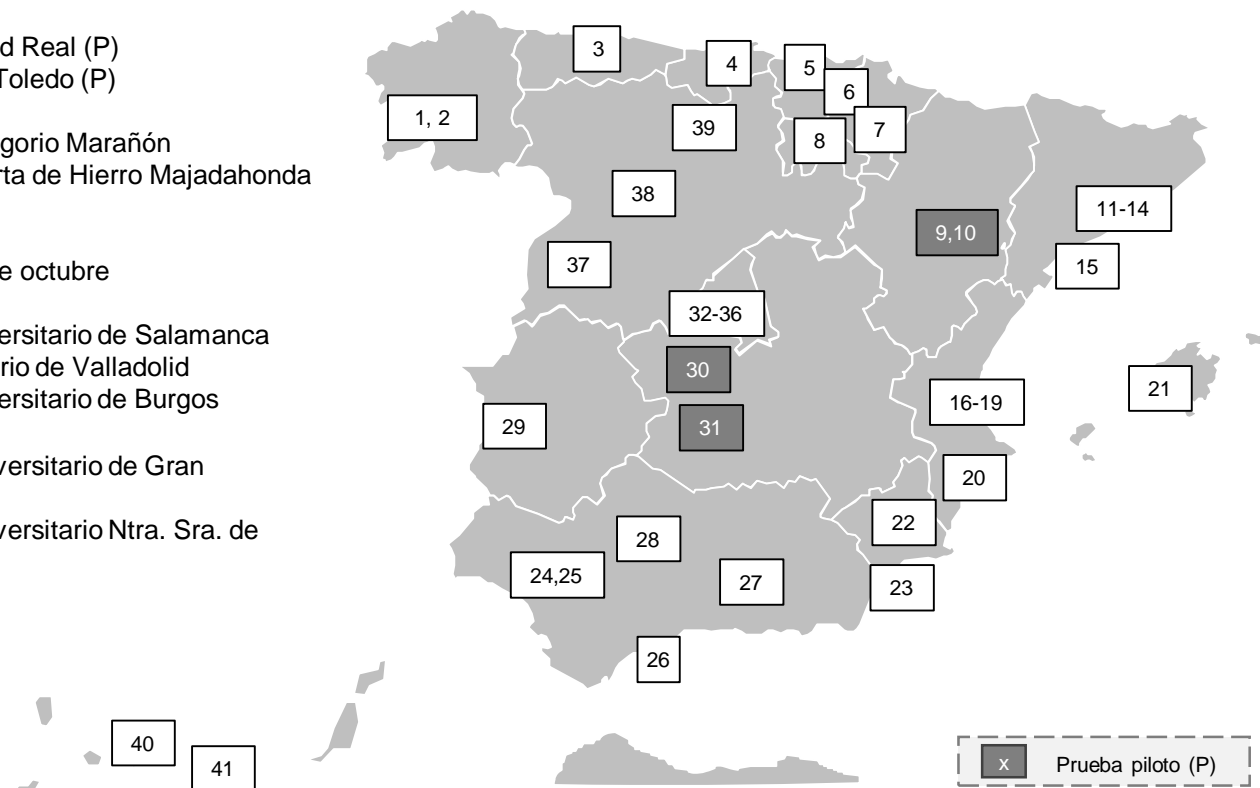 d Real (P)
Toledo (P)
gorio Marañón
rta de Hierro Majadahonda
e octubre
ersitario de Salamanca
rio de Valladolid
ersitario de Burgos
versitario de Gran
versitario Ntra. Sra. de
3
4
5
6
7
8
1, 2
39
38
37
9,10
11-14
15
32-36
30
31
29
16-19
21
20
22
28
24,25
27
23
26
40
41
x Prueba piloto (P)